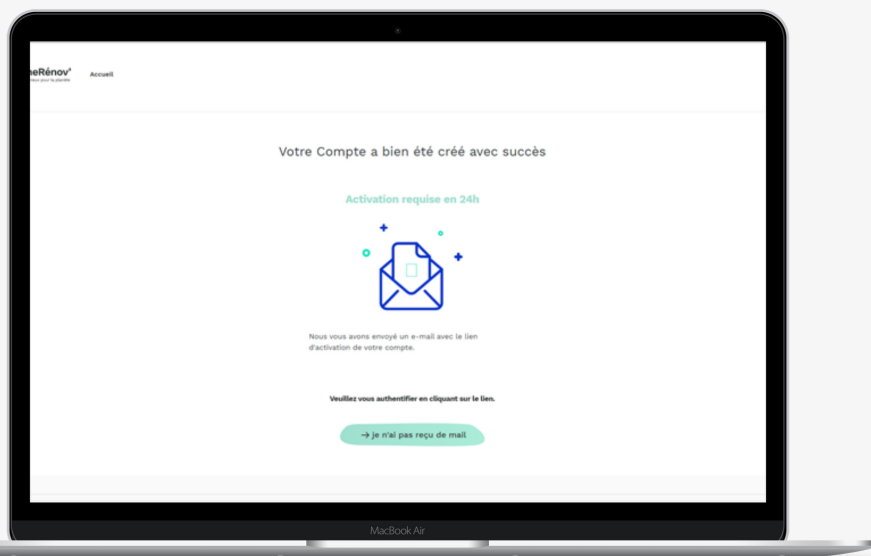 eRénov'
Accueil
Votre Compte a bien été créé avec succès
Activation requise en 24h
Nous vous avons envoyé un e-mail avec le lien
d'activation de votre compte.
Veuillez vous authentifier en cliquant sur le lien.
→ je n'ai pas reçu de mail
MacBook Air